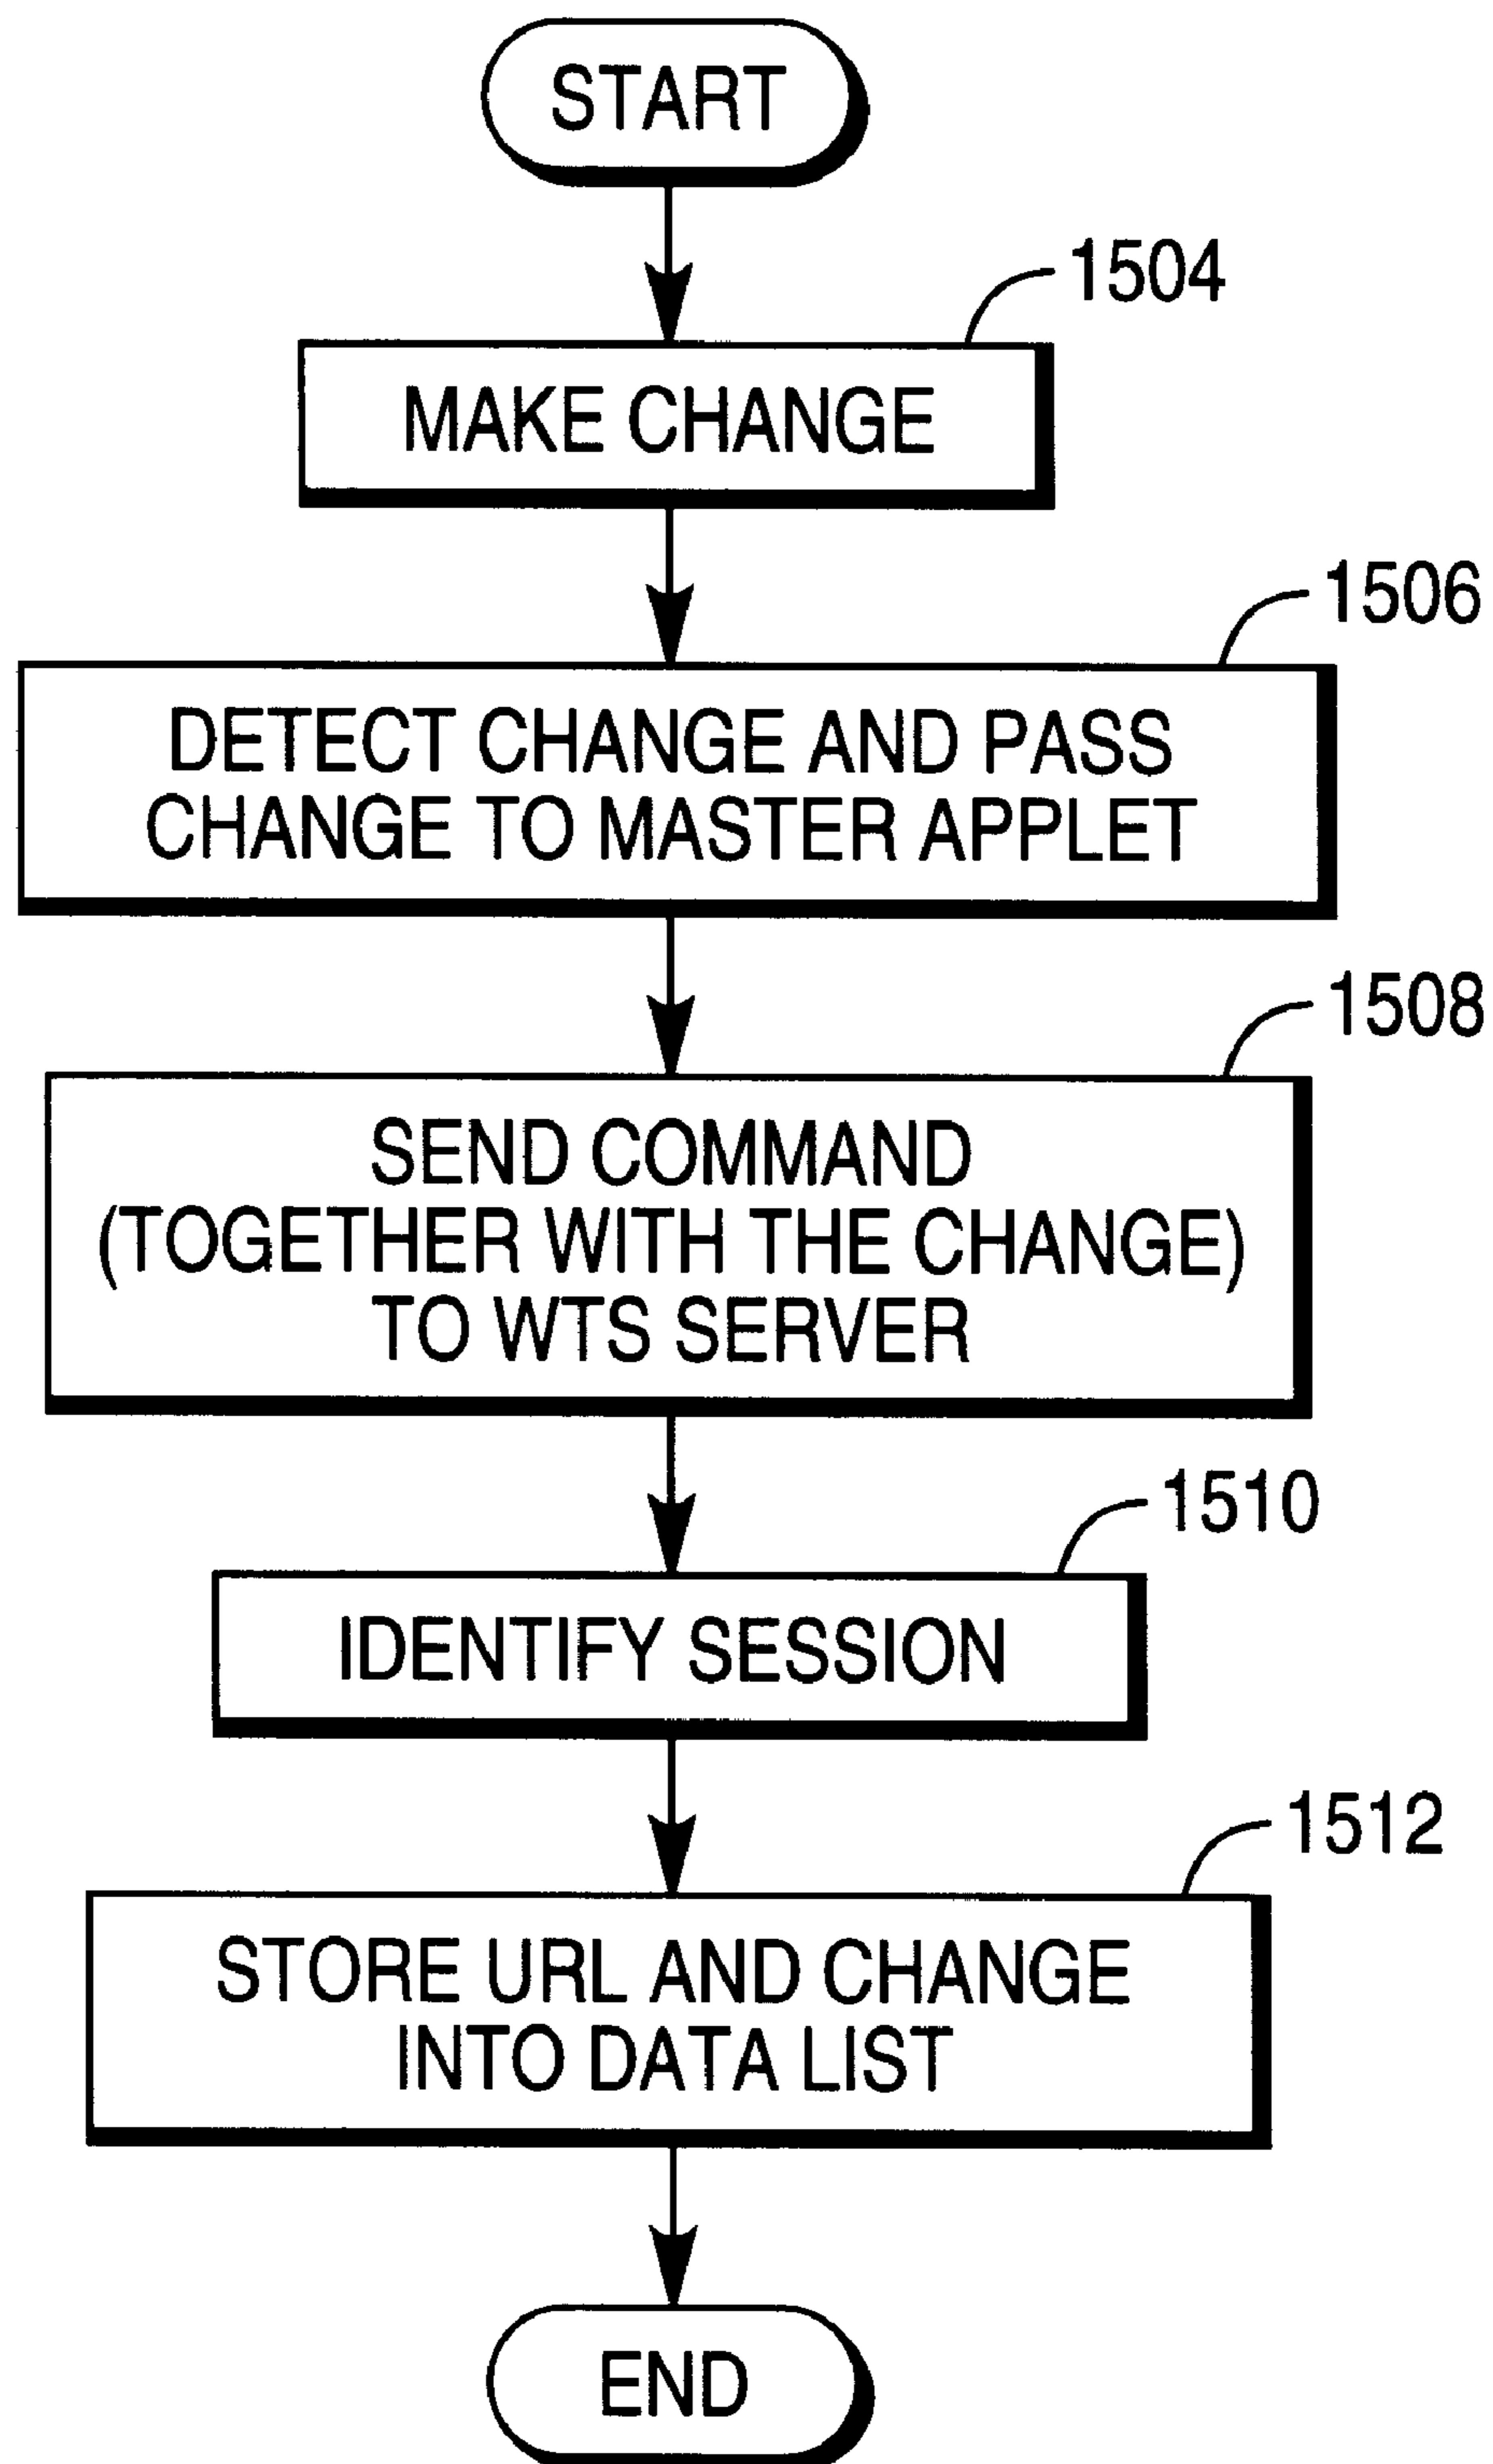 START
1504
MAKE CHANGE
1506
DETECT CHANGE AND PASS
CHANGE TO MASTER APPLET
1508
SEND COMMAND
(TOGETHER WITH THE CHANGE)
TO WTS SERVER
1510
IDENTIFY SESSION
1512
STORE URL AND CHANGE
INTO DATA LIST
END